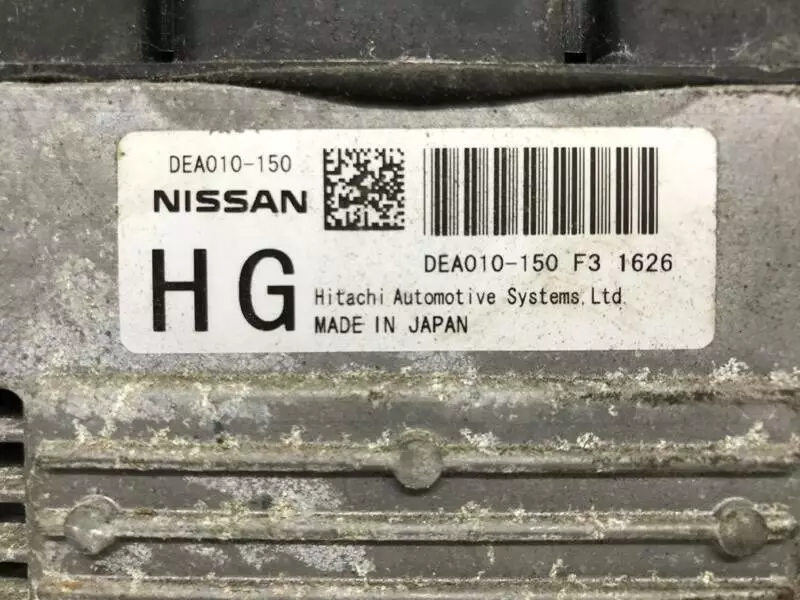 DEA010-150
NISSAN
HG
DEA010-150 F3 1626
Hitachi Automotive Systems,Ltd.
MADE IN JAPAN